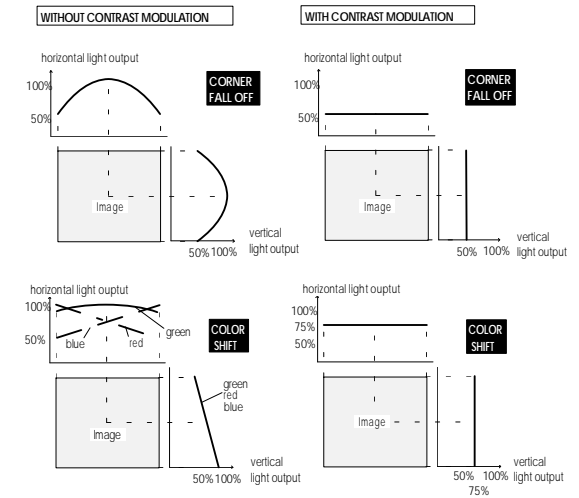 WITHOUT CONTRAST MODULATION
WITH CONTRAST MODULATION
horizontal light output
100%
50%
CORNER
FALL OFF
Image
vertical
light output
50% 100%
horizontal light output
100%
50%
CORNER
FALL OFF
Image
vertical
light output
50% 100%
horizontal light ouptut
100%
50%
blue
red
green
COLOR
SHIFT
green
red
blue
Image
vertical
light output
50% 100%
horizontal light ouptut
100%
75%
50%
COLOR
SHIFT
Image
vertical
light output
50% 100%
75%